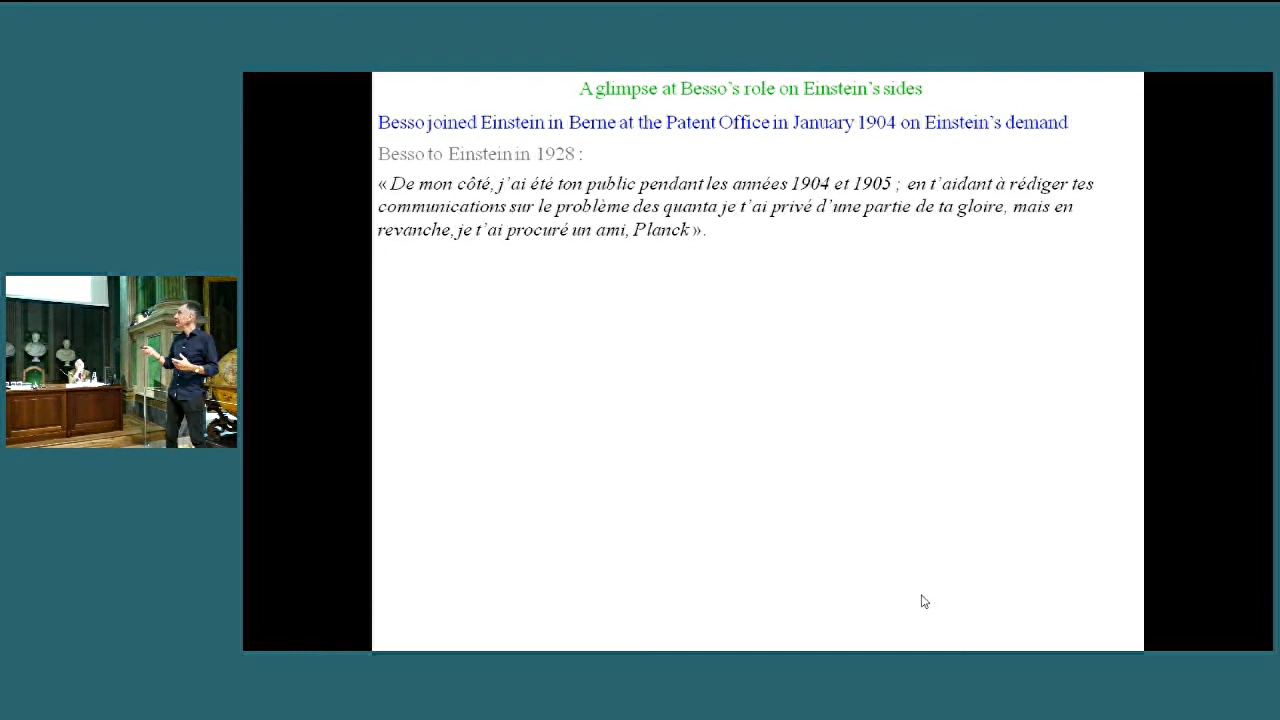 A glimpse at Besso’s role on Einstein’s sides
Besso joined Einstein in Berne at the Patent Office in January 1904 on Einstein’s demand
Besso to Einstein in 1928 :
« De mon côté, j’ai été ton public pendant les années 1904 et 1905 ; en t’aidant à rédiger tes
communications sur le problème des quanta je t’ai privé d’une partie de ta gloire, mais en
revanche, je t’ai procuré un ami, Planck ».